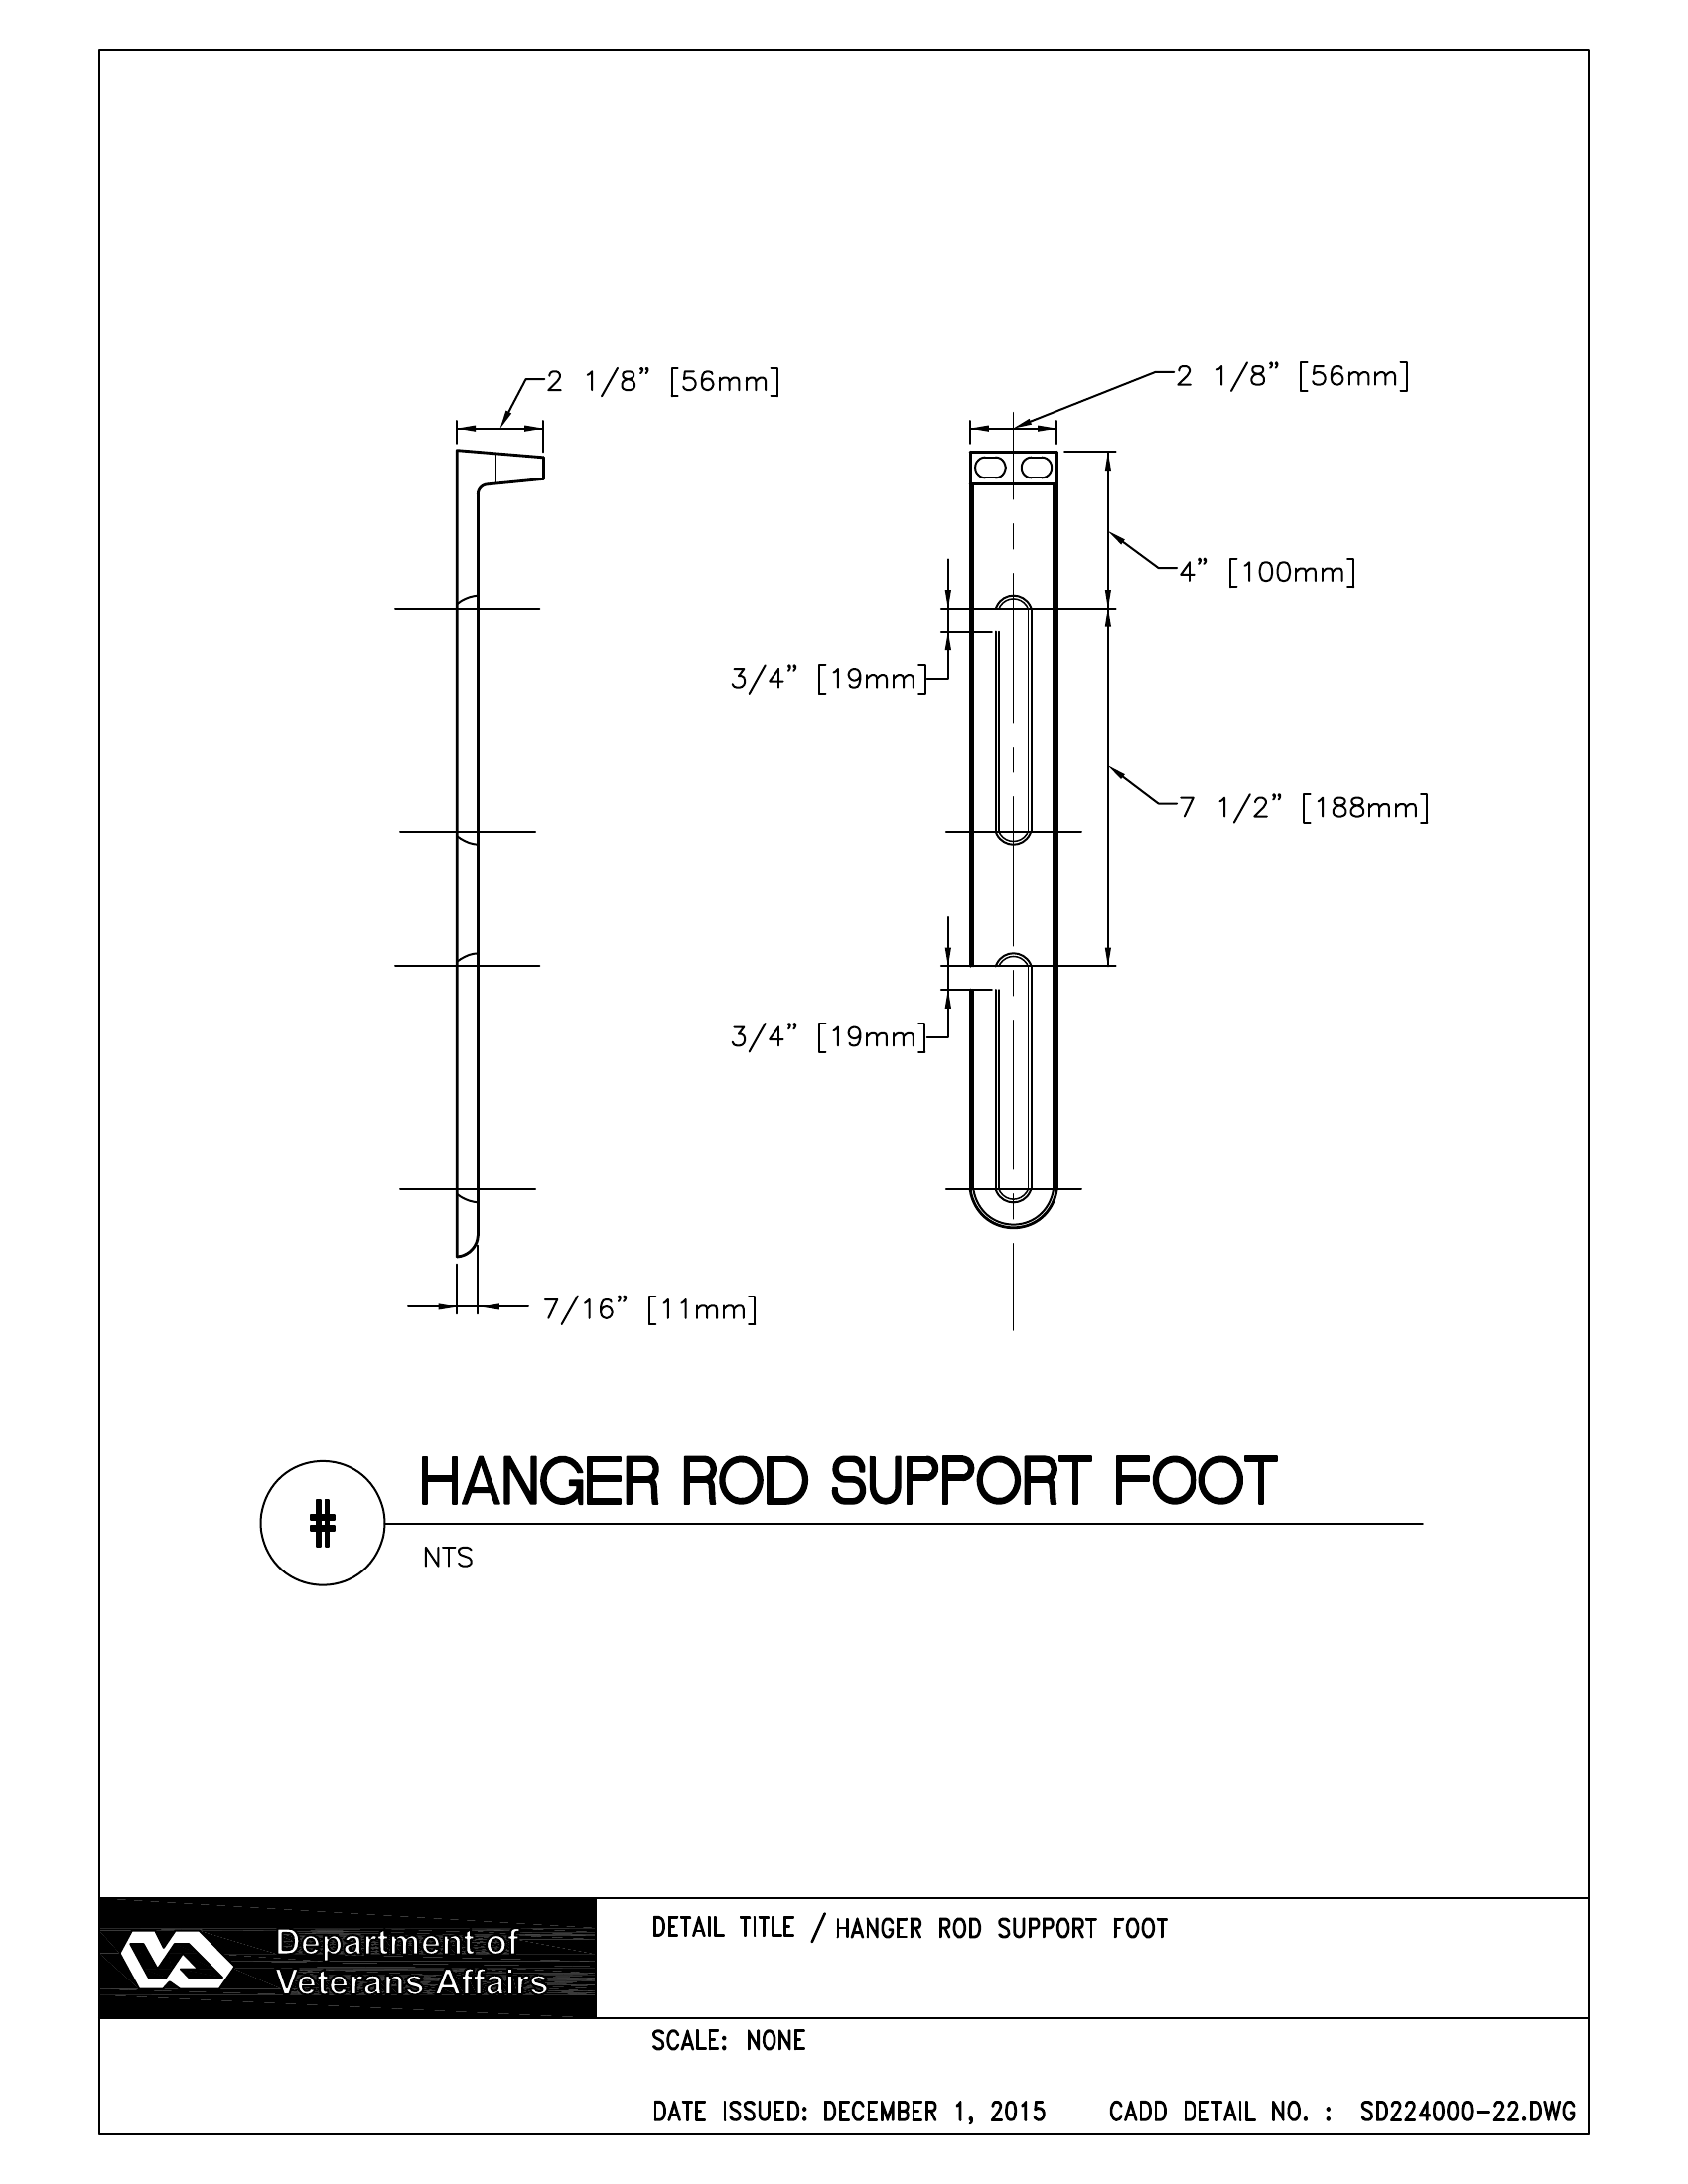 2 1/8” [56mm]
2 1/8” [56mm]
4” [100mm]
3/4” [19mm]
7 1/2” [188mm]
3/4” [19mm]
7/16” [11mm]
HANGER ROD SUPPORT FOOT
#
NTS
Department of
Veterans Affairs
DETAIL TITLE / HANGER ROD SUPPORT FOOT
SCALE: NONE
DATE ISSUED: DECEMBER 1, 2015 CADD DETAIL NO. : SD224000-22.DWG